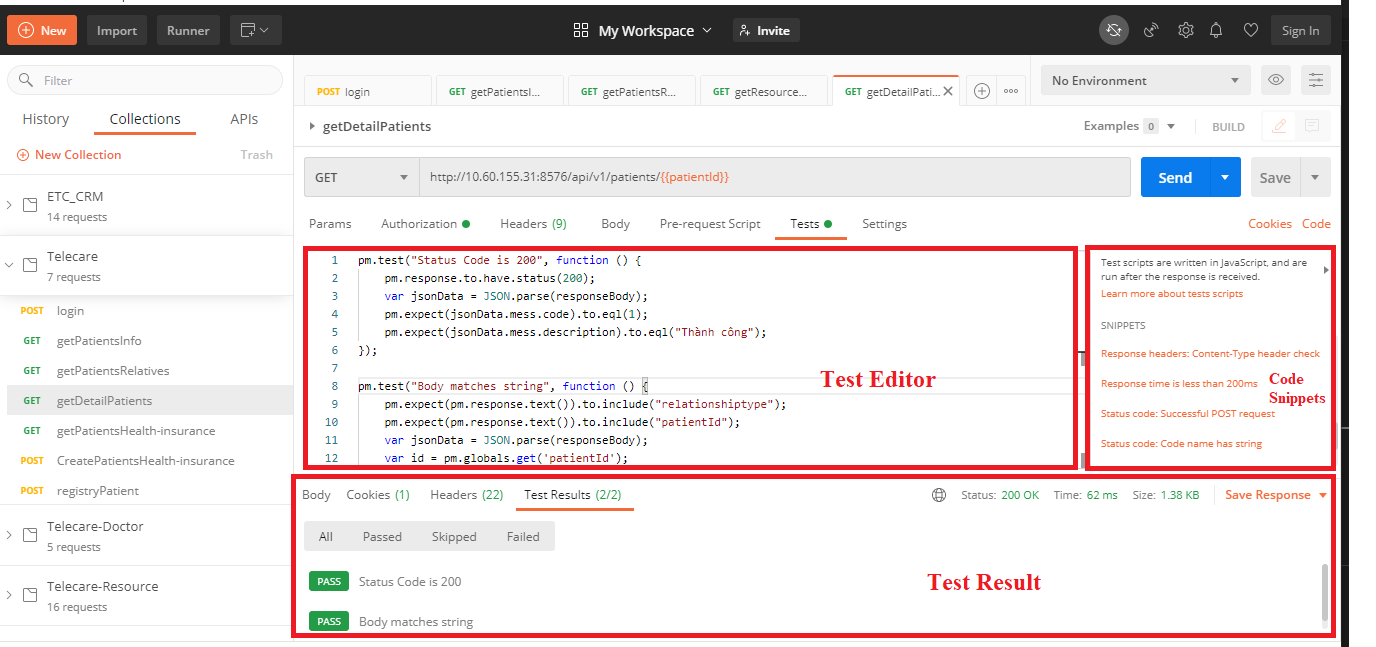 New
Import
Runner
My Workspace
Invite
Sign In
Filter
History
Collections
APIs
New Collection
Trash
ETC_CRM
14 requests
Telecare
7 requests
POST login
GET getPatientsInfo
GET getPatientsRelatives
GET getDetailPatients
GET getPatientsHealth-insurance
POST CreatePatientsHealth-insurance
POST registryPatient
Telecare-Doctor
5 requests
Telecare-Resource
16 requests
POST login
GET getPatientsI...
GET getPatientsR...
GET getResource...
GET getDetailPati...
No Environment
getDetailPatients
Examples 0
BUILD
GET
http://10.60.155.31:8576/api/v1/patients/{{patientId}}
Send
Save
Params
Authorization
Headers (9)
Body
Pre-request Script
Tests
Settings
Cookies
Code
1 pm.test("Status Code is 200", function () {
2 pm.response.to.have.status(200);
3 var jsonData = JSON.parse(responseBody);
4 pm.expect(jsonData.mess.code).to.eql(1);
5 pm.expect(jsonData.mess.description).to.eql("Thành công");
6 });
7
8 pm.test("Body matches string", function () {
9 pm.expect(pm.response.text()).to.include("relationshiptype");
10 pm.expect(pm.response.text()).to.include("patientId");
11 var jsonData = JSON.parse(responseBody);
12 var id = pm.globals.get('patientId');
Test Editor
Test scripts are written in JavaScript, and are
run after the response is received.
Learn more about tests scripts
SNIPPETS
Response headers: Content-Type header check
Response time is less than 200ms
Status code: Successful POST request
Status code: Code name has string
Code
Snippets
Body
Cookies (1)
Headers (22)
Test Results (2/2)
Status: 200 OK
Time: 62 ms
Size: 1.38 KB
Save Response
All
Passed
Skipped
Failed
PASS Status Code is 200
PASS Body matches string
Test Result